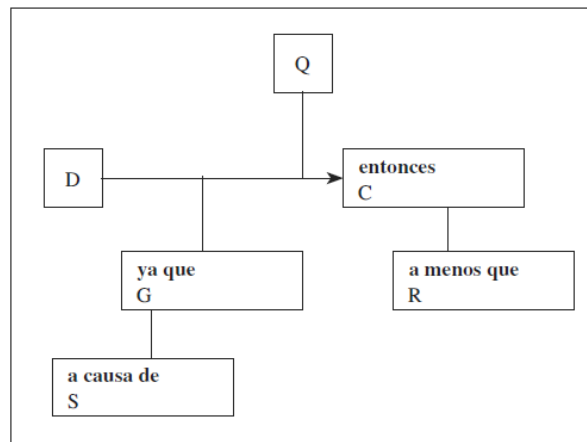 Q
D
entonces
C
ya que
G
a menos que
R
a causa de
S